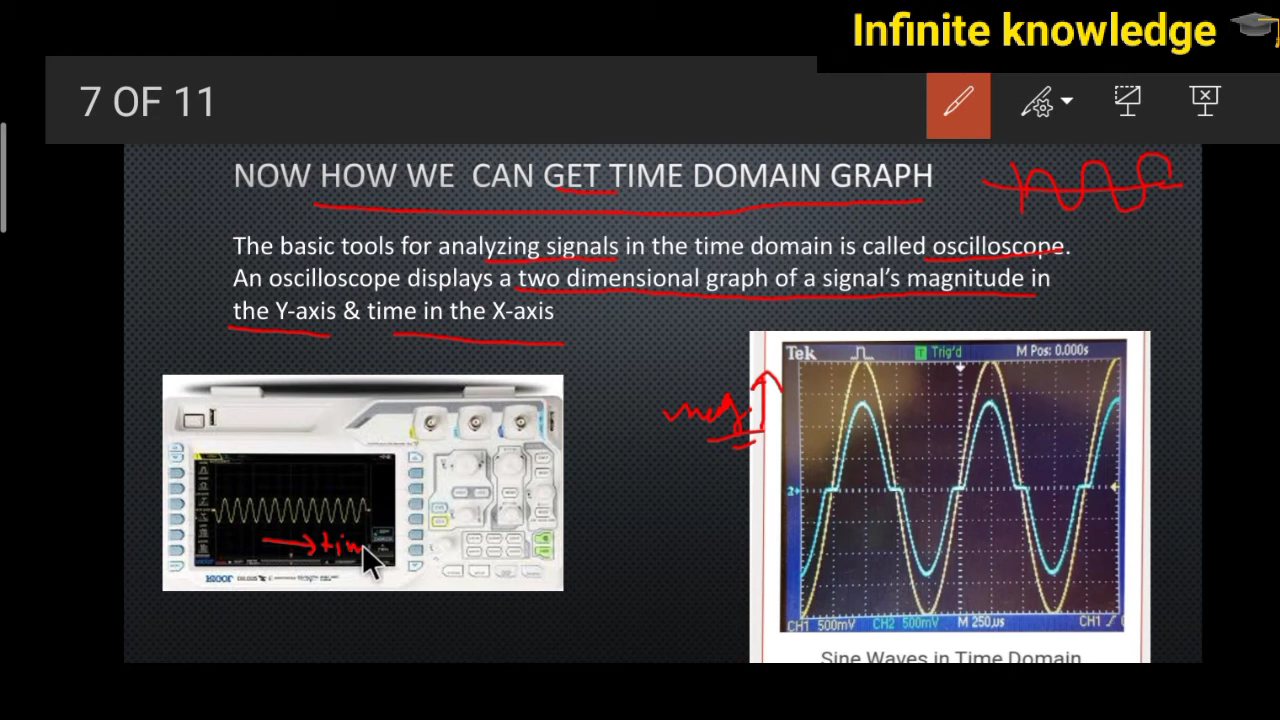 Infinite knowledge
7 OF 11
NOW HOW WE CAN GET TIME DOMAIN GRAPH
The basic tools for analyzing signals in the time domain is called oscilloscope.
An oscilloscope displays a two dimensional graph of a signal's magnitude in
the Y-axis & time in the X-axis
Tek T Trig'd M Pos: 0.000s
2
CH1 500mV CH2 500mV M 250µs CH1
Sine Waves in Time Domain